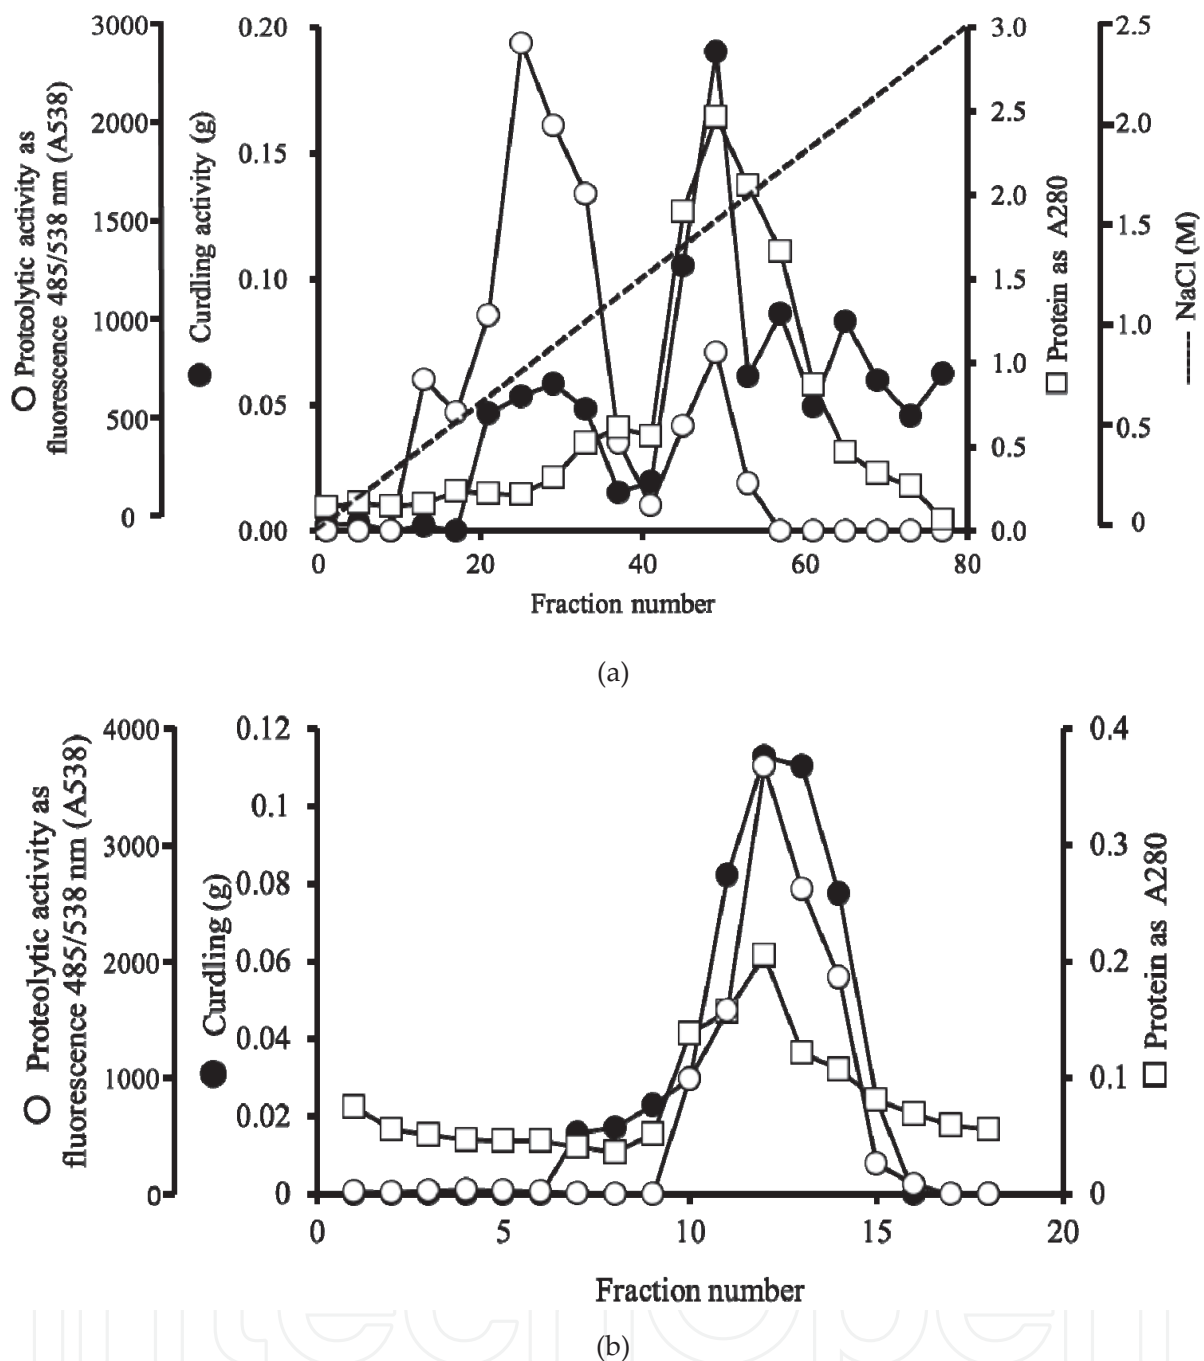 3000
2000
1500
1000
500
0
Proteolytic activity as
fluorescence 485/538 nm (A538)
0.20
0.15
0.10
0.05
0.00
Curdling activity (g)
3.0
2.5
2.0
1.5
1.0
0.5
0.0
Protein as A280
2.5
2.0
1.5
1.0
0.5
0
NaCl (M)
0 20 40 60 80
Fraction number
(a)
4000
3000
2000
1000
0
Proteolytic activity as
fluorescence 485/538 nm (A538)
0.12
0.1
0.08
0.06
0.04
0.02
0
Curdling (g)
0.4
0.3
0.2
0.1
0
Protein as A280
0 5 10 15 20
Fraction number
intechopen
(b)